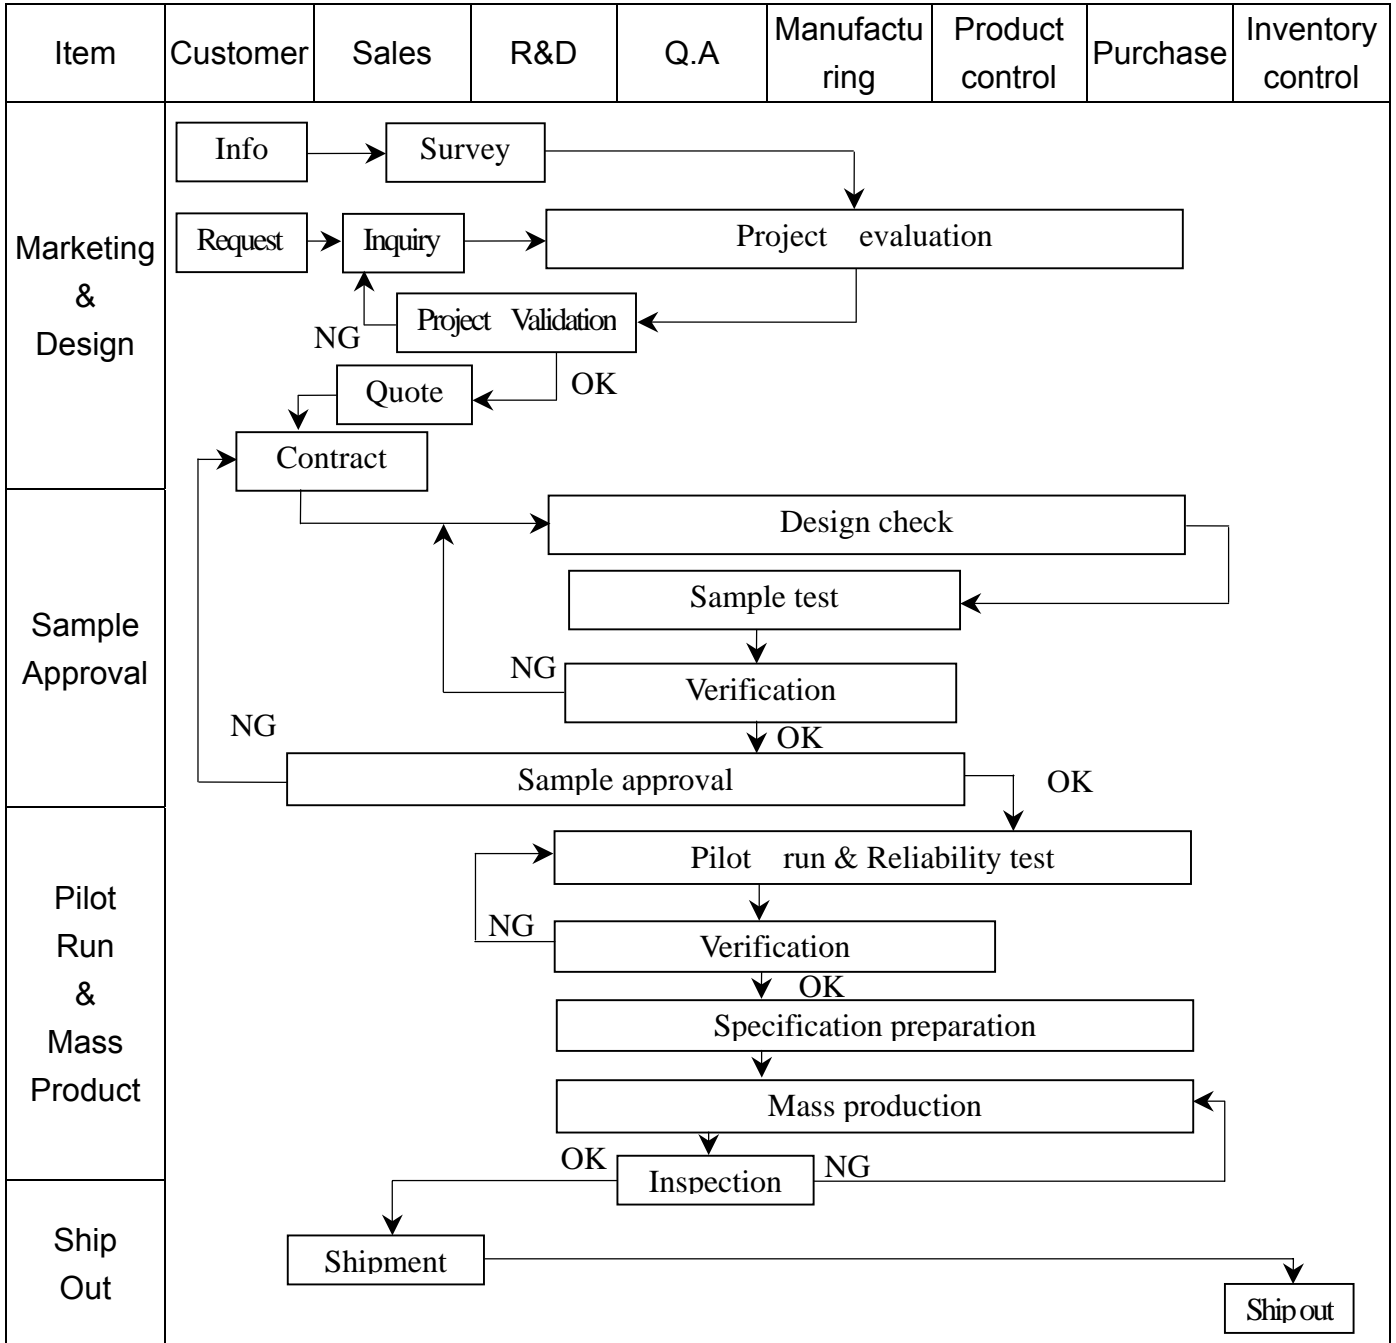 Item
Customer
Sales
R&D
Q.A
Manufactu
ring
Product
control
Purchase
Inventory
control
Marketing
&
Design
Info
Survey
Request
Inquiry
Project evaluation
NG
Project Validation
Quote
OK
Contract
Sample
Approval
Design check
Sample test
NG
Verification
NG
OK
Sample approval
OK
Pilot
Run
&
Mass
Product
Pilot run & Reliability test
NG
Verification
OK
Specification preparation
Mass production
OK
Inspection
NG
Ship
Out
Shipment
Ship out